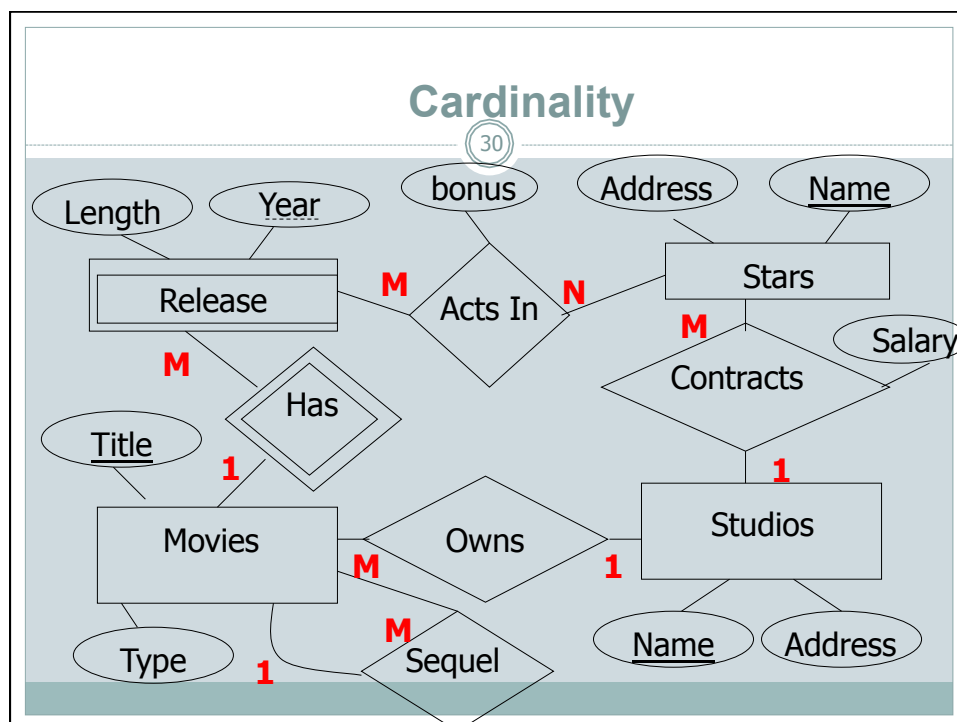 Cardinality
30
Length
Year
bonus
Address
Name
Release
M
Acts In
N
Stars
M
Salary
Contracts
M
Has
Title
1
1
Movies
Owns
Studios
M
1
M
Type
1
Sequel
Name
Address